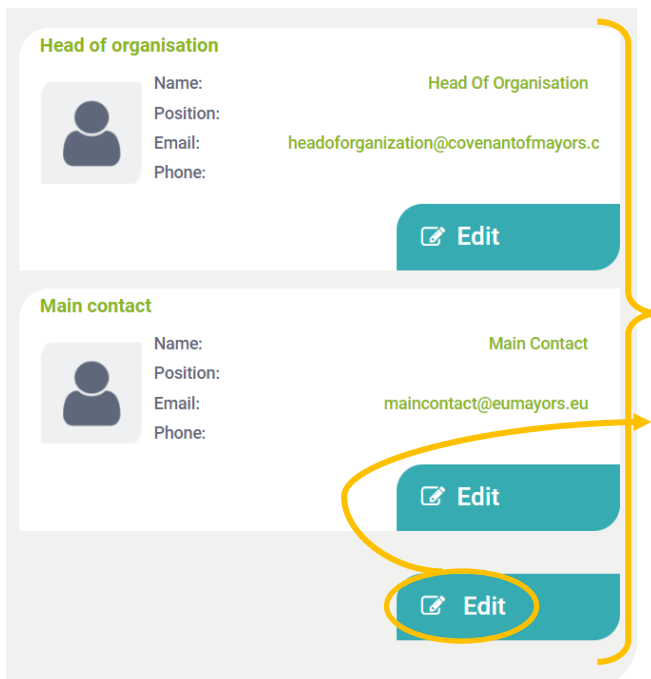 Head of organisation
Name: Head Of Organisation
Position:
Email: headoforganization@covenantofmayors.c
Phone:
Edit
Main contact
Name: Main Contact
Position:
Email: maincontact@eumayors.eu
Phone:
Edit
Edit